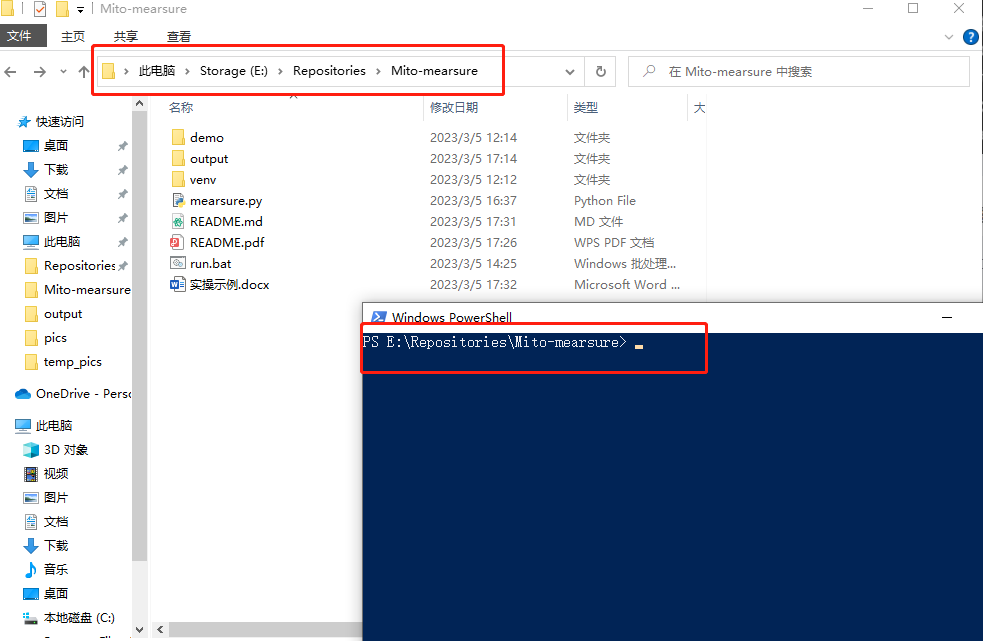 Mito-mearsure
文件 主页 共享 查看
此电脑 › Storage (E:) › Repositories › Mito-mearsure
在 Mito-mearsure 中搜索
名称 修改日期 类型 大
快速访问
桌面
下载
文档
图片
此电脑
Repositories
Mito-mearsure
output
pics
temp_pics
OneDrive - Perso
此电脑
3D 对象
视频
图片
文档
下载
音乐
桌面
本地磁盘 (C:)
demo 2023/3/5 12:14 文件夹
output 2023/3/5 17:14 文件夹
venv 2023/3/5 12:12 文件夹
mearsure.py 2023/3/5 16:37 Python File
README.md 2023/3/5 17:31 MD 文件
README.pdf 2023/3/5 17:26 WPS PDF 文档
run.bat 2023/3/5 14:25 Windows 批处理...
实操示例.docx 2023/3/5 17:32 Microsoft Word ...
Windows PowerShell
PS E:\Repositories\Mito-mearsure>